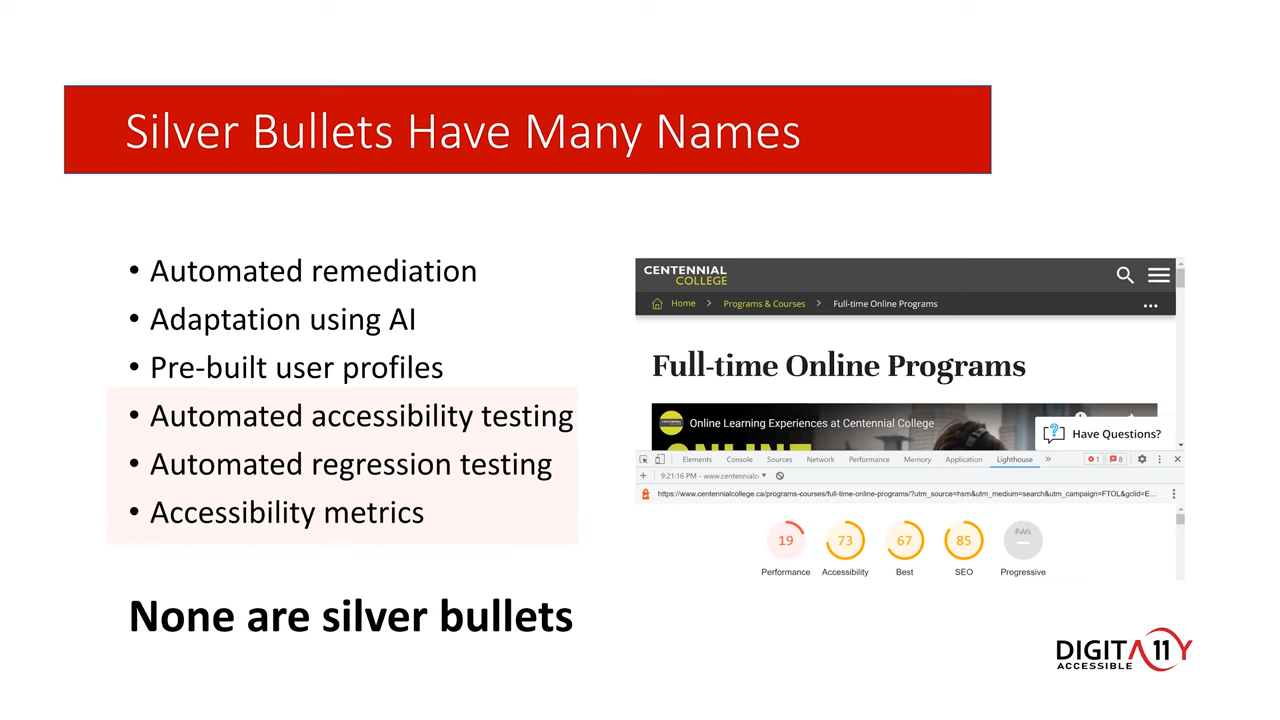 Silver Bullets Have Many Names
• Automated remediation
• Adaptation using AI
• Pre-built user profiles
• Automated accessibility testing
• Automated regression testing
• Accessibility metrics
None are silver bullets
CENTENNIAL
COLLEGE
Home > Programs & Courses > Full-time Online Programs
Full-time Online Programs
Online Learning Experiences at Centennial College
ONLINE
Have Questions?
Elements Console Sources Network Performance Memory Application Lighthouse » 1 8
+ 9:21:16 PM - www.centennialc
https://www.centennialcollege.ca/programs-courses/full-time-online-programs/?utm_source=hsm&utm_medium=search&utm_campaign=FTOL&gclid=E...
19 73 67 85 PWA
Performance Accessibility Best SEO Progressive
DIGITA11Y
ACCESSIBLE